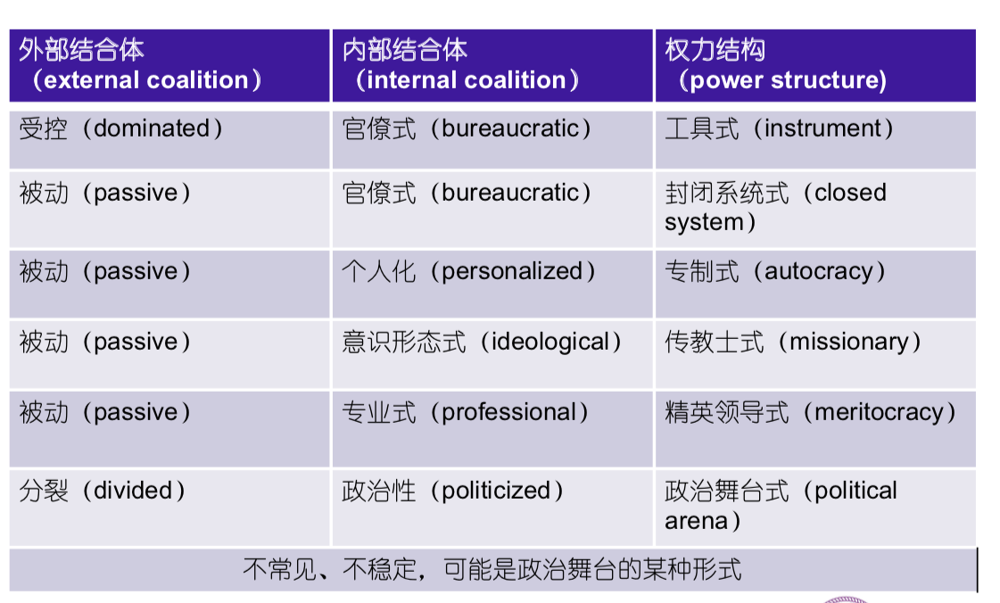 外部结合体
（external coalition）
内部结合体
（internal coalition）
权力结构
（power structure)
受控（dominated）
官僚式（bureaucratic）
工具式（instrument）
被动（passive）
官僚式（bureaucratic）
封闭系统式（closed
system）
被动（passive）
个人化（personalized）
专制式（autocracy）
被动（passive）
意识形态式（ideological）
传教士式（missionary）
被动（passive）
专业式（professional）
精英领导式（meritocracy）
分裂（divided）
政治性（politicized）
政治舞台式（political
arena）
不常见、不稳定，可能是政治舞台的某种形式